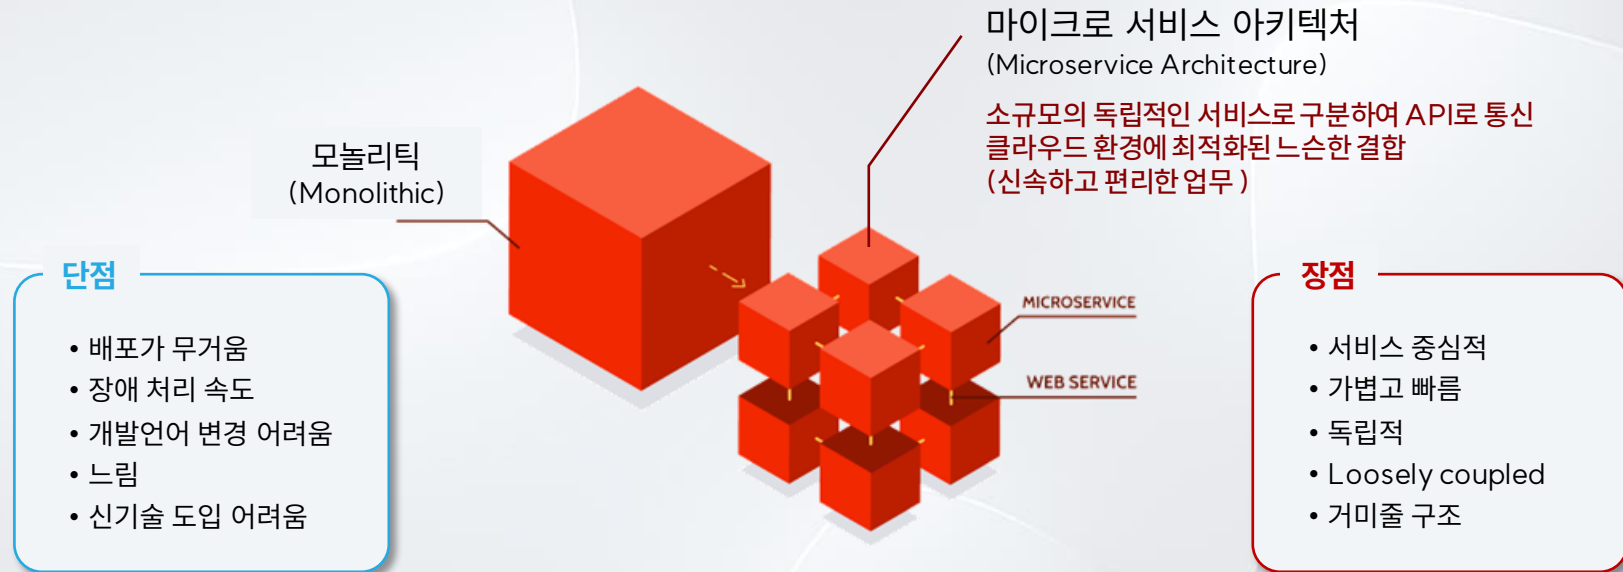 마이크로 서비스 아키텍처
(Microservice Architecture)
소규모의 독립적인 서비스로 구분하여 API로 통신
클라우드 환경에 최적화된 느슨한 결합
(신속하고 편리한 업무 )
모놀리틱
(Monolithic)
단점
• 배포가 무거움
• 장애 처리 속도
• 개발언어 변경 어려움
• 느림
• 신기술 도입 어려움
MICROSERVICE
WEB SERVICE
장점
• 서비스 중심적
• 가볍고 빠름
• 독립적
• Loosely coupled
• 거미줄 구조